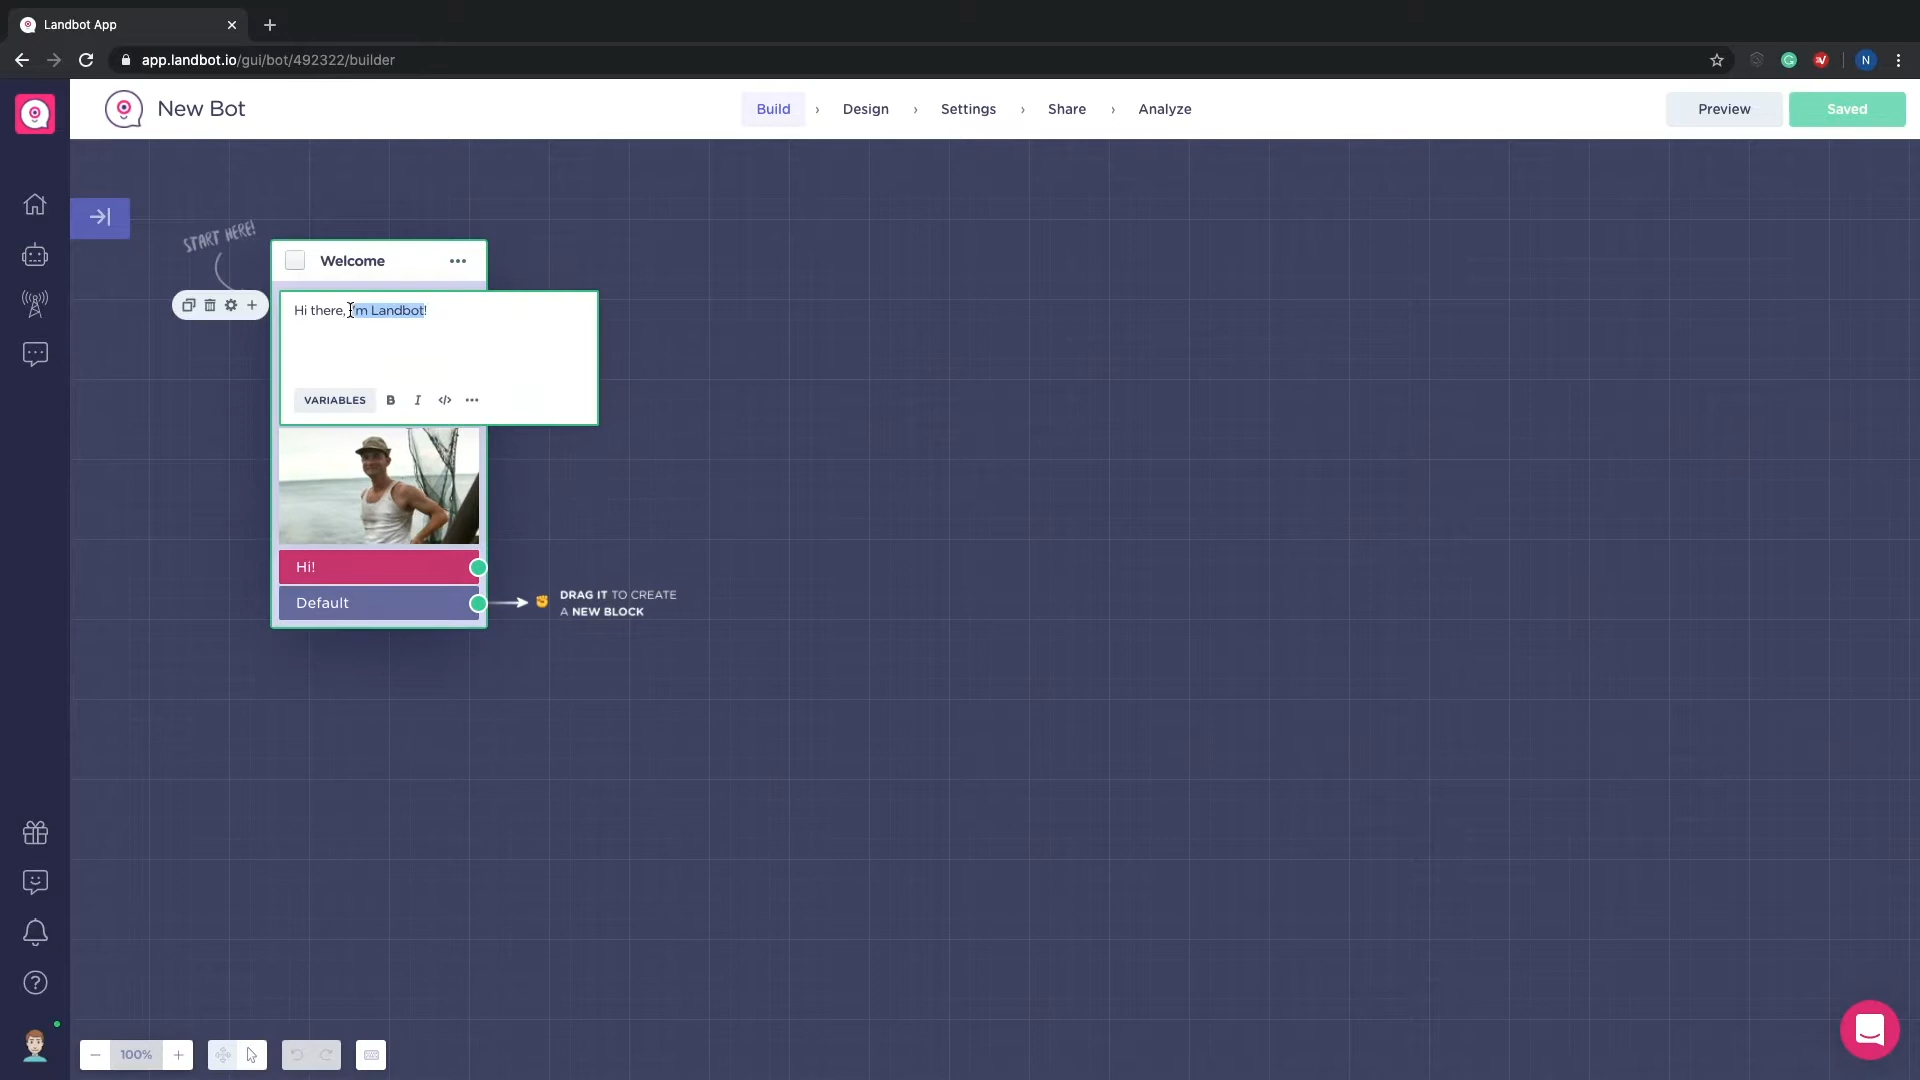 Landbot App
app.landbot.io/gui/bot/492322/builder
N
New Bot
Build › Design › Settings › Share › Analyze
Preview
Saved
START HERE!
Welcome
Hi there, I'm Landbot!
VARIABLES B I </>
Hi!
Default
DRAG IT TO CREATE
A NEW BLOCK
100%